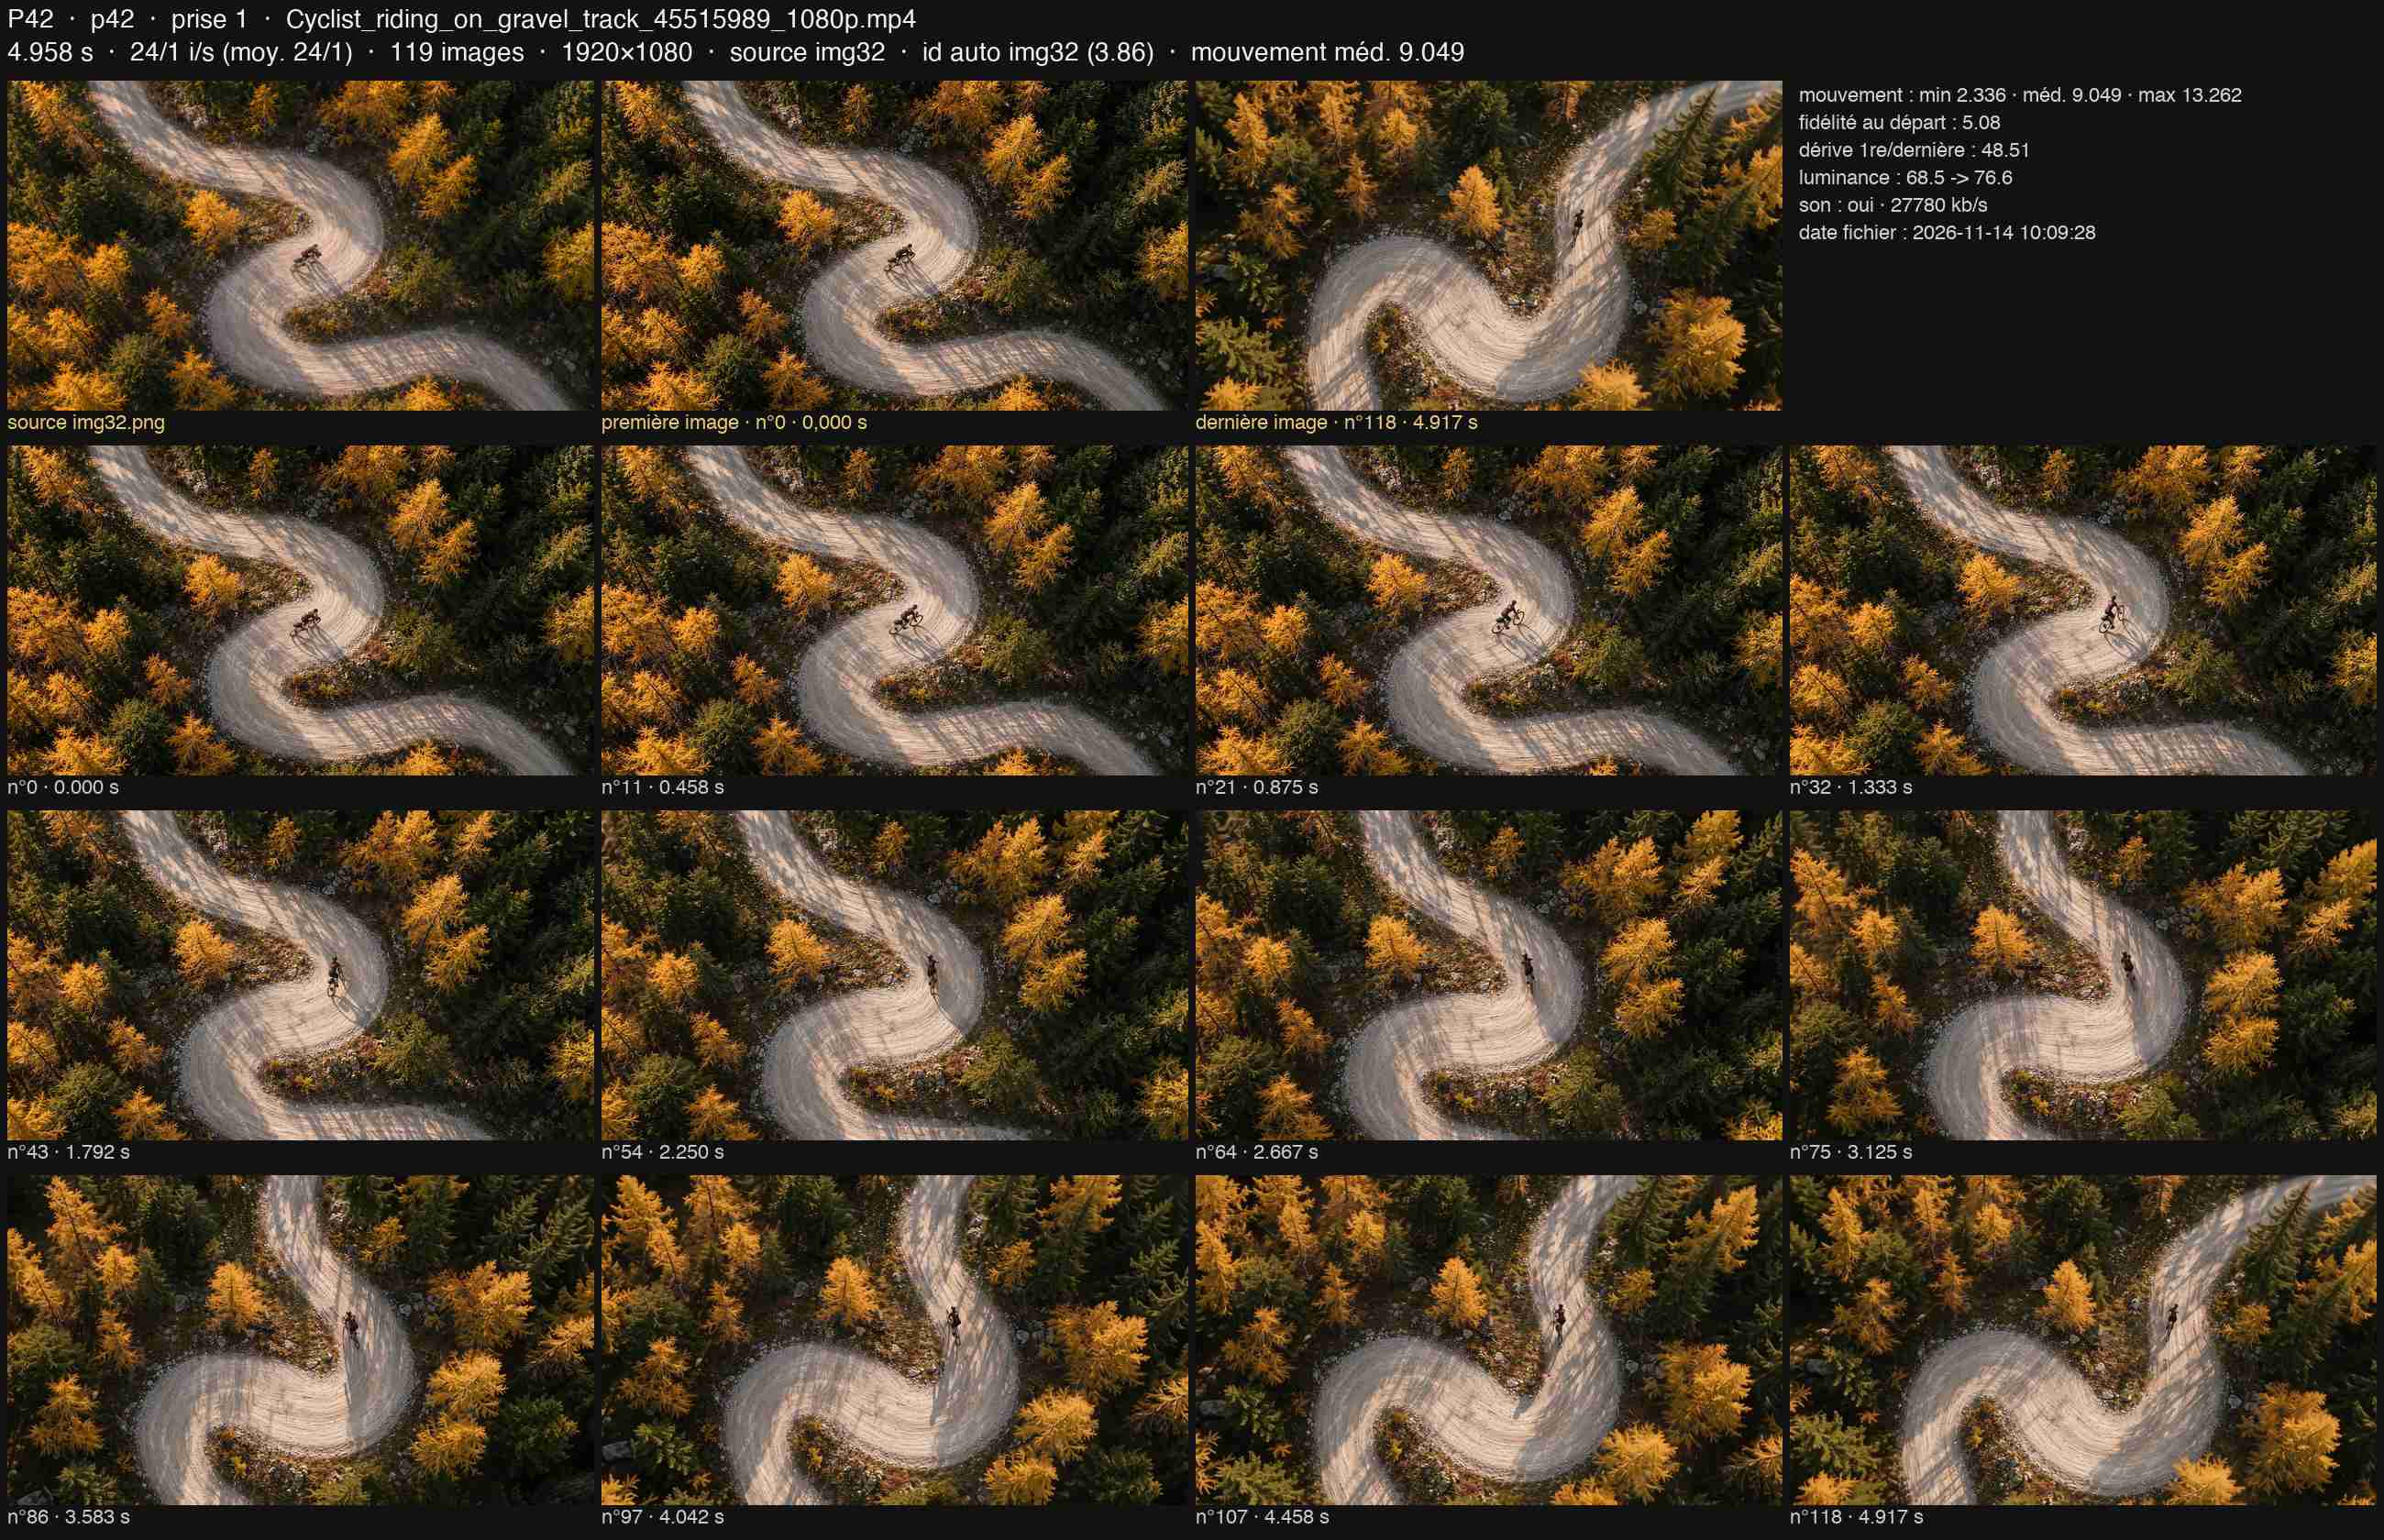 P42 · p42 · prise 1 · Cyclist_riding_on_gravel_track_45515989_1080p.mp4
4.958 s · 24/1 i/s (moy. 24/1) · 119 images · 1920×1080 · source img32 · id auto img32 (3.86) · mouvement méd. 9.049
mouvement : min 2.336 · méd. 9.049 · max 13.262
fidélité au départ : 5.08
dérive 1re/dernière : 48.51
luminance : 68.5 -> 76.6
son : oui · 27780 kb/s
date fichier : 2026-11-14 10:09:28
source img32.png
première image · n°0 · 0,000 s
dernière image · n°118 · 4.917 s
n°0 · 0.000 s
n°11 · 0.458 s
n°21 · 0.875 s
n°32 · 1.333 s
n°43 · 1.792 s
n°54 · 2.250 s
n°64 · 2.667 s
n°75 · 3.125 s
n°86 · 3.583 s
n°97 · 4.042 s
n°107 · 4.458 s
n°118 · 4.917 s